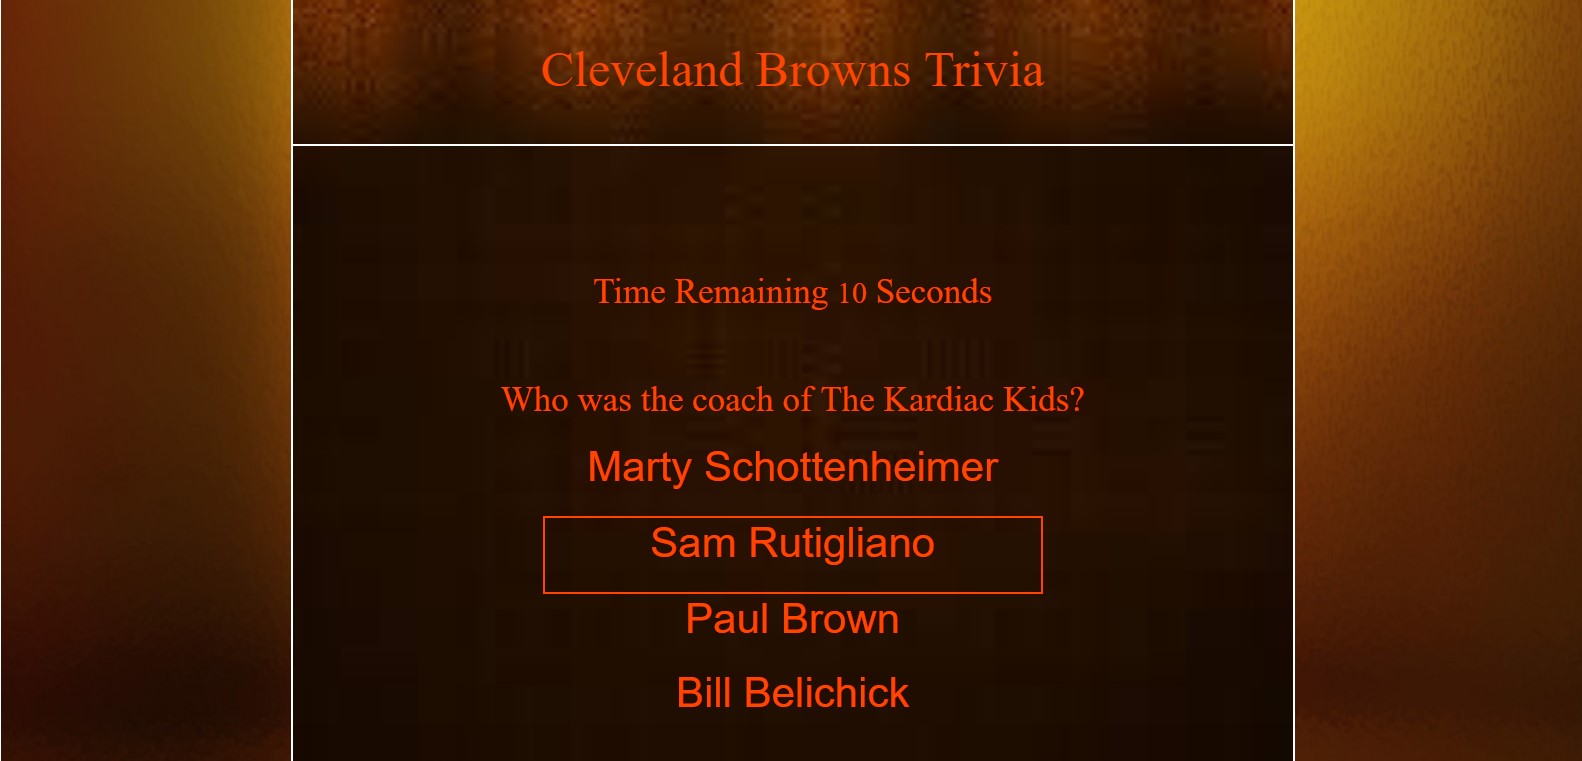 Cleveland Browns Trivia
Time Remaining 10 Seconds
Who was the coach of The Kardiac Kids?
Marty Schottenheimer
Sam Rutigliano
Paul Brown
Bill Belichick